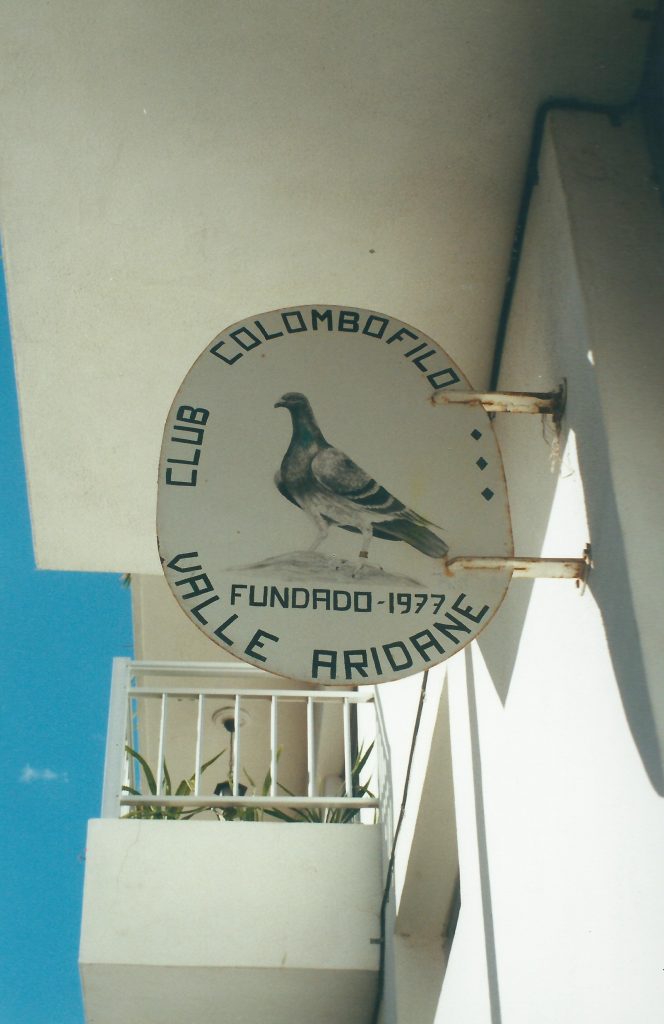 CLUB COLOMBOFILO
FUNDADO-1977
VALLE ARIDANE